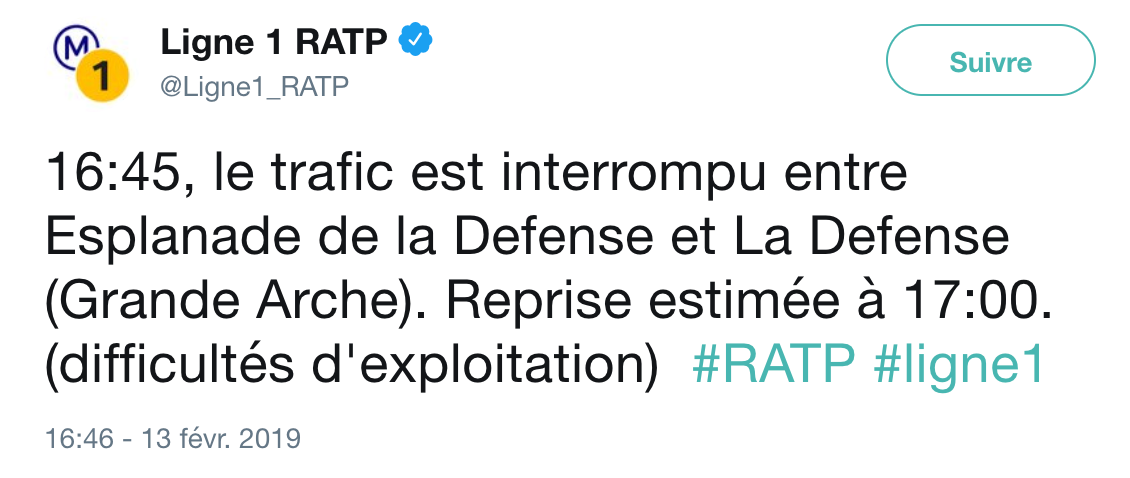 M
1
Ligne 1 RATP
@Ligne1_RATP
Suivre
16:45, le trafic est interrompu entre
Esplanade de la Defense et La Defense
(Grande Arche). Reprise estimée à 17:00.
(difficultés d'exploitation) #RATP #ligne1
16:46 - 13 févr. 2019